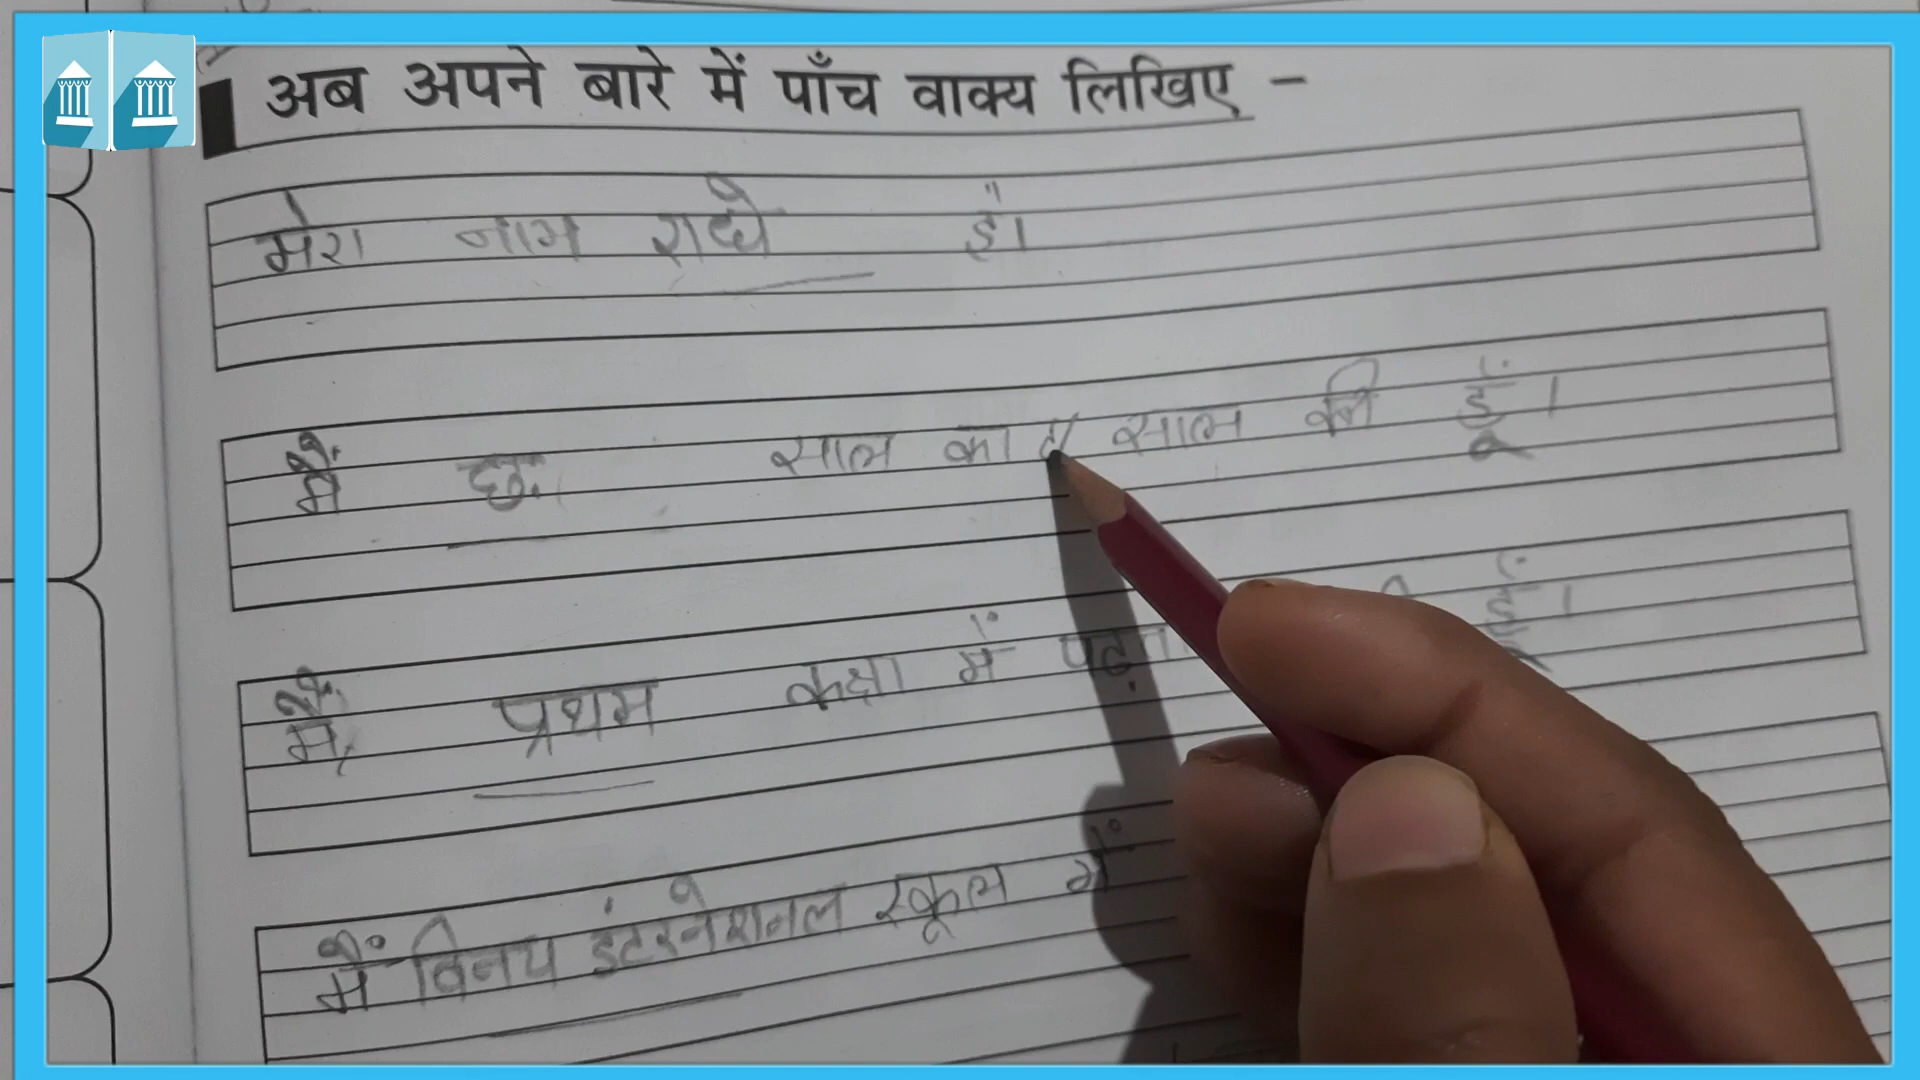 अब अपने बारे में पाँच वाक्य लिखिए -
मेरा नाम राधे है।
मैं छः साल का / साल की हूँ।
मैं प्रथम कक्षा में पढ़ता हूँ।
मैं विनय इंटरनेशनल स्कूल में